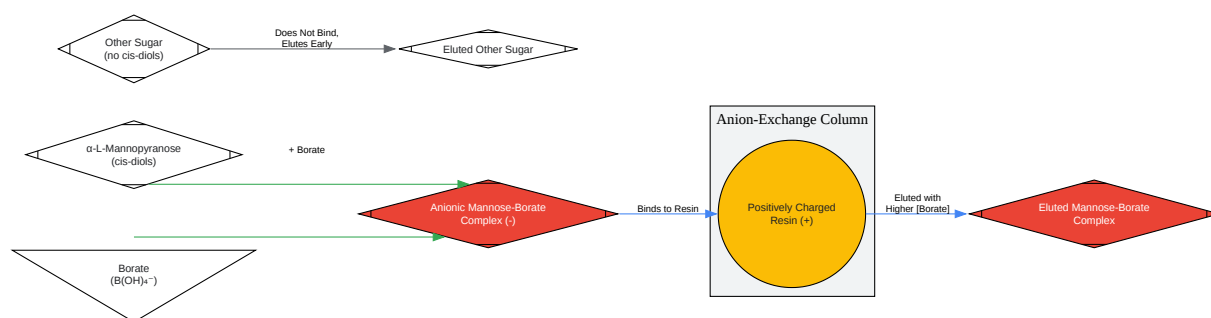 Other Sugar
(no cis-diols)
Does Not Bind,
Elutes Early
Eluted Other Sugar
α-L-Mannopyranose
(cis-diols)
+ Borate
Anion-Exchange Column
Anionic Mannose-Borate
Complex (-)
Binds to Resin
Positively Charged
Resin (+)
Eluted with
Higher [Borate]
Eluted Mannose-Borate
Complex
Borate
(B(OH)₄⁻)